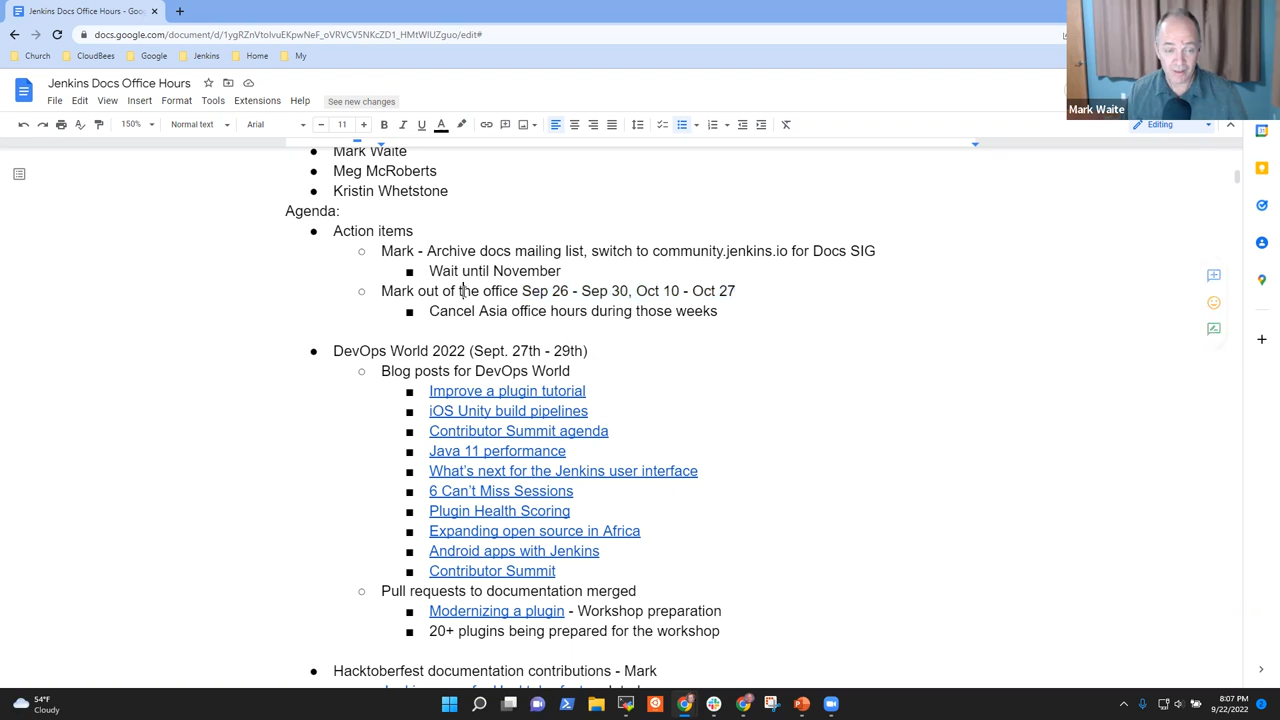 Jenkins Docs Office Hours - Goog
docs.google.com/document/d/1ygRZnVtoIvuEKpwNeF_oVRVCV5NKcZD1_HMtWIUZguo/edit#
Church CloudBees Google Jenkins Home My
Jenkins Docs Office Hours
File Edit View Insert Format Tools Extensions Help See new changes
150% Normal text Arial 11 Editing
Mark Waite
Mark Waite
Meg McRoberts
Kristin Whetstone
Agenda:
Action items
Mark - Archive docs mailing list, switch to community.jenkins.io for Docs SIG
Wait until November
Mark out of the office Sep 26 - Sep 30, Oct 10 - Oct 27
Cancel Asia office hours during those weeks
DevOps World 2022 (Sept. 27th - 29th)
Blog posts for DevOps World
Improve a plugin tutorial
iOS Unity build pipelines
Contributor Summit agenda
Java 11 performance
What's next for the Jenkins user interface
6 Can't Miss Sessions
Plugin Health Scoring
Expanding open source in Africa
Android apps with Jenkins
Contributor Summit
Pull requests to documentation merged
Modernizing a plugin - Workshop preparation
20+ plugins being prepared for the workshop
Hacktoberfest documentation contributions - Mark
54°F
Cloudy
8:07 PM
9/22/2022